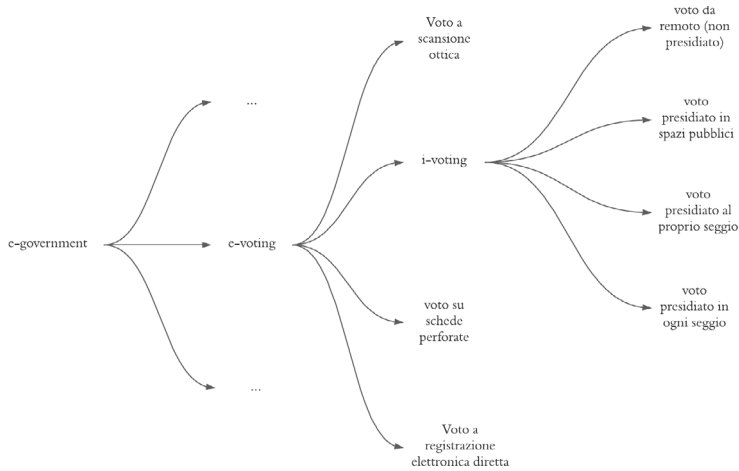 e-government
...
e-voting
...
Voto a
scansione
ottica
i-voting
voto su
schede
perforate
Voto a
registrazione
elettronica diretta
voto da
remoto (non
presidiato)
voto
presidiato in
spazi pubblici
voto
presidiato al
proprio seggio
voto
presidiato in
ogni seggio